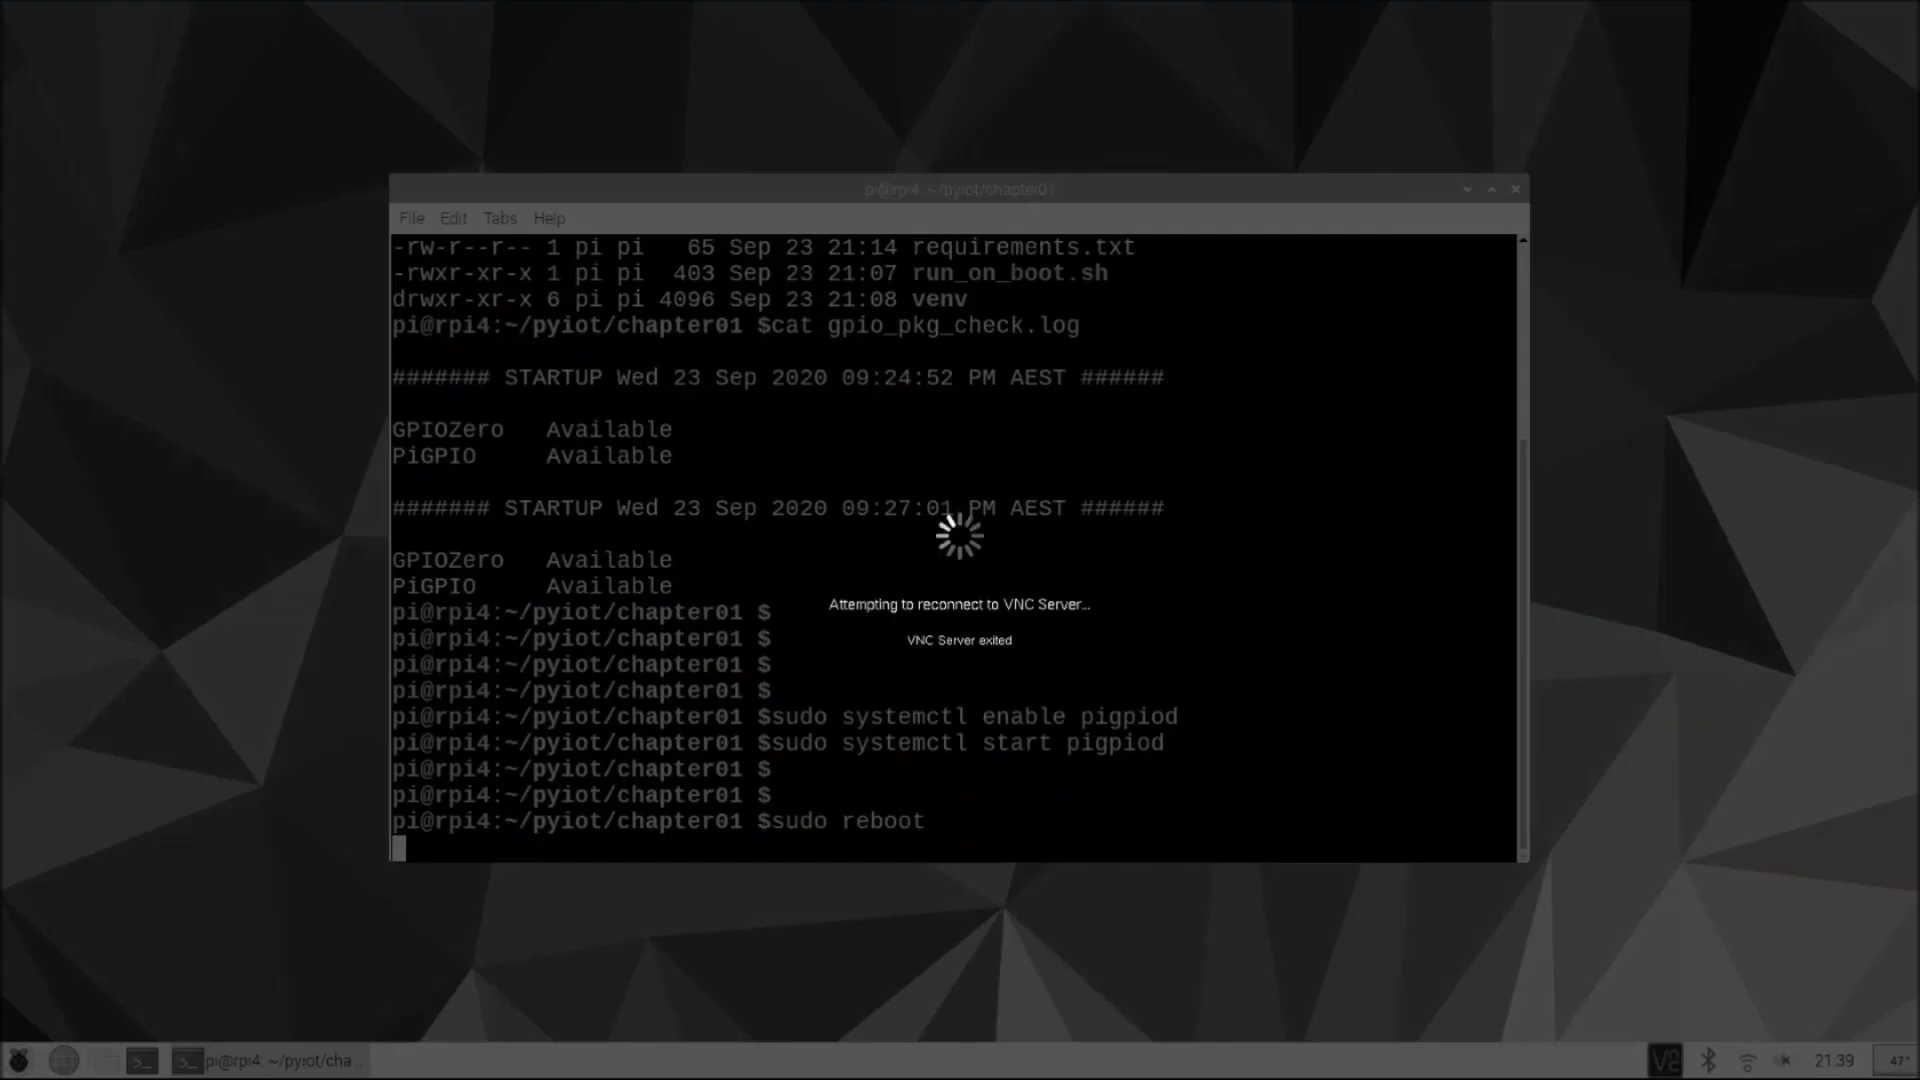 pi@rpi4: ~/pyiot/chapter01
File Edit Tabs Help
-rw-r--r-- 1 pi pi   65 Sep 23 21:14 requirements.txt
-rwxr-xr-x 1 pi pi  403 Sep 23 21:07 run_on_boot.sh
drwxr-xr-x 6 pi pi 4096 Sep 23 21:08 venv
pi@rpi4:~/pyiot/chapter01 $cat gpio_pkg_check.log
####### STARTUP Wed 23 Sep 2020 09:24:52 PM AEST ######
GPIOZero   Available
PiGPIO     Available
####### STARTUP Wed 23 Sep 2020 09:27:01 PM AEST ######
GPIOZero   Available
PiGPIO     Available
Attempting to reconnect to VNC Server...
VNC Server exited
pi@rpi4:~/pyiot/chapter01 $
pi@rpi4:~/pyiot/chapter01 $
pi@rpi4:~/pyiot/chapter01 $
pi@rpi4:~/pyiot/chapter01 $
pi@rpi4:~/pyiot/chapter01 $sudo systemctl enable pigpiod
pi@rpi4:~/pyiot/chapter01 $sudo systemctl start pigpiod
pi@rpi4:~/pyiot/chapter01 $
pi@rpi4:~/pyiot/chapter01 $
pi@rpi4:~/pyiot/chapter01 $sudo reboot
pi@rpi4: ~/pyiot/cha...
21:39
47°